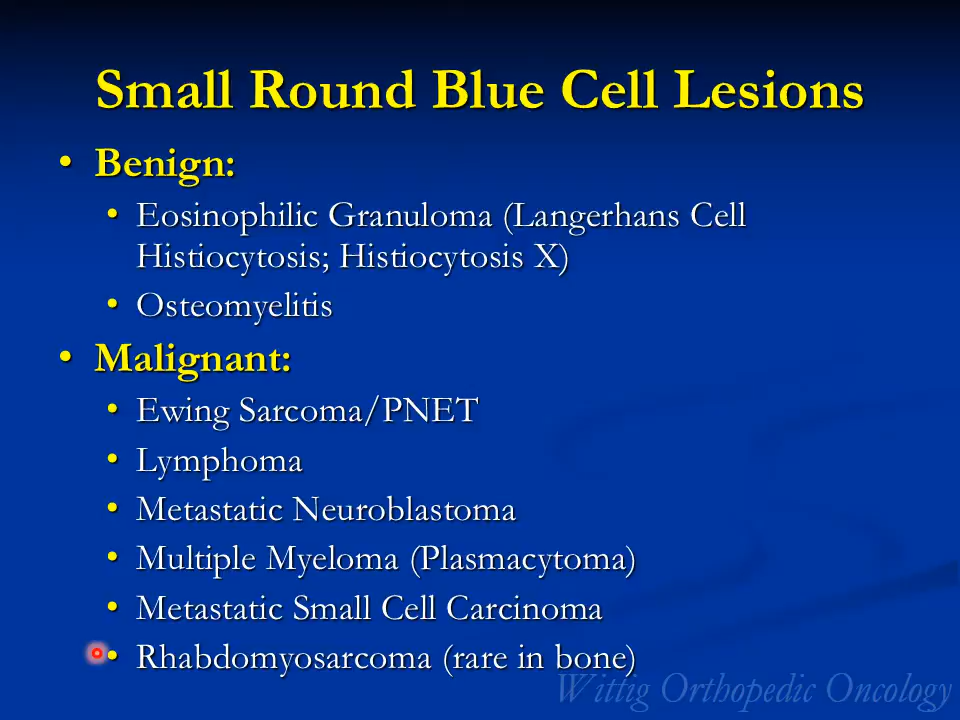 Small Round Blue Cell Lesions
• Benign:
• Eosinophilic Granuloma (Langerhans Cell
Histiocytosis; Histiocytosis X)
• Osteomyelitis
• Malignant:
• Ewing Sarcoma/PNET
• Lymphoma
• Metastatic Neuroblastoma
• Multiple Myeloma (Plasmacytoma)
• Metastatic Small Cell Carcinoma
• Rhabdomyosarcoma (rare in bone)
Wittig Orthopedic Oncology